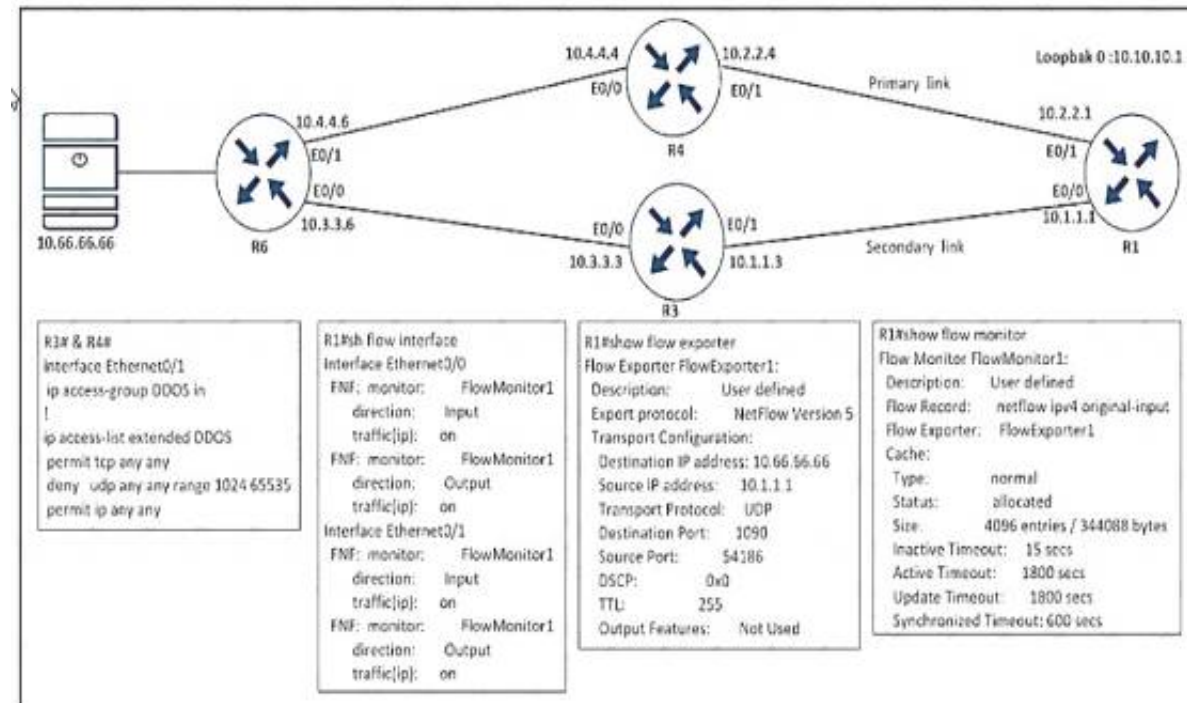 10.4.4.4
10.2.2.4
Loopbak 0 :10.10.10.1
E0/0
E0/1
Primary link
10.4.4.6
R4
10.2.2.1
E0/1
E0/1
E0/0
E0/0
E0/0
E0/1
10.66.66.66
10.3.3.6
10.1.1.1
R6
10.3.3.3
10.1.1.3
Secondary link
R1
R3
R3# & R4#
interface Ethernet0/1
ip access-group DDOS in
!
ip access-list extended DDOS
permit tcp any any
deny udp any any range 1024 65535
permit ip any any
R1#sh flow interface
Interface Ethernet0/0
FNF: monitor: FlowMonitor1
direction: Input
traffic(ip): on
FNF: monitor: FlowMonitor1
direction: Output
traffic(ip): on
Interface Ethernet0/1
FNF: monitor: FlowMonitor1
direction: Input
traffic(ip): on
FNF: monitor: FlowMonitor1
direction: Output
traffic(ip): on
R1#show flow exporter
Flow Exporter FlowExporter1:
Description: User defined
Export protocol: NetFlow Version 5
Transport Configuration:
Destination IP address: 10.66.66.66
Source IP address: 10.1.1.1
Transport Protocol: UDP
Destination Port: 1090
Source Port: 54186
DSCP: 0x0
TTL: 255
Output Features: Not Used
R1#show flow monitor
Flow Monitor FlowMonitor1:
Description: User defined
Flow Record: netflow ipv4 original-input
Flow Exporter: FlowExporter1
Cache:
Type: normal
Status: allocated
Size: 4096 entries / 344088 bytes
Inactive Timeout: 15 secs
Active Timeout: 1800 secs
Update Timeout: 1800 secs
Synchronized Timeout: 600 secs